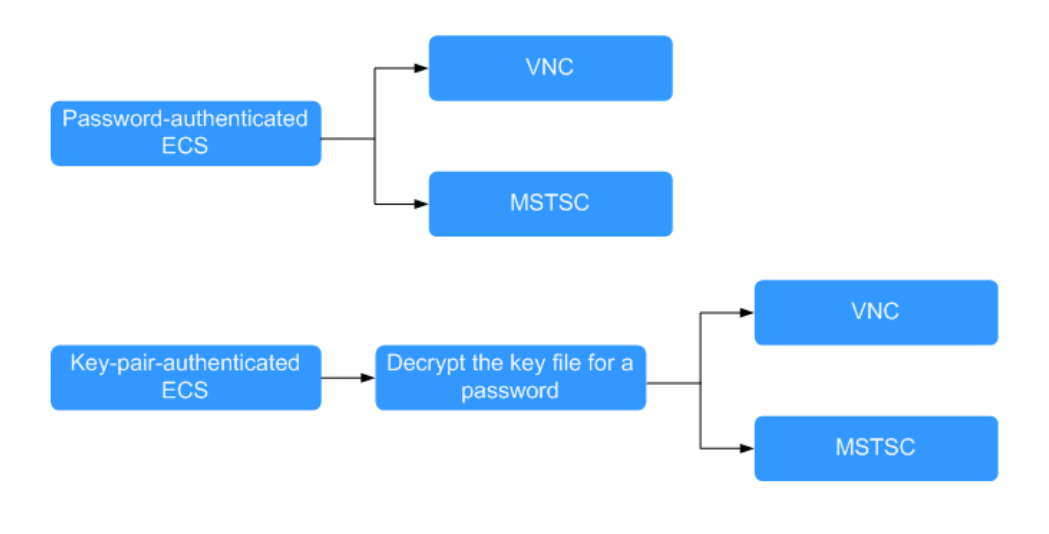 VNC
Password-authenticated
ECS
MSTSC
VNC
Key-pair-authenticated
ECS
Decrypt the key file for a
password
MSTSC